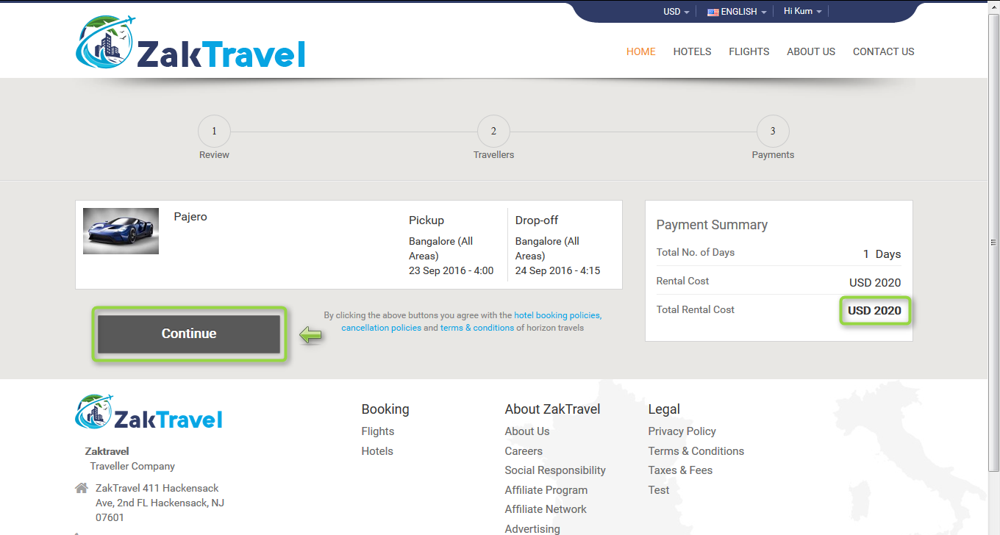 USD
ENGLISH
Hi Kum
ZakTravel
HOME
HOTELS
FLIGHTS
ABOUT US
CONTACT US
1
Review
2
Travellers
3
Payments
Pajero
Pickup
Bangalore (All
Areas)
23 Sep 2016 - 4:00
Drop-off
Bangalore (All
Areas)
24 Sep 2016 - 4:15
Payment Summary
Total No. of Days 1 Days
Rental Cost USD 2020
Total Rental Cost USD 2020
Continue
By clicking the above buttons you agree with the hotel booking policies,
cancellation policies and terms & conditions of horizon travels
ZakTravel
Zaktravel
Traveller Company
ZakTravel 411 Hackensack
Ave, 2nd FL Hackensack, NJ
07601
Booking
Flights
Hotels
About ZakTravel
About Us
Careers
Social Responsibility
Affiliate Program
Affiliate Network
Advertising
Legal
Privacy Policy
Terms & Conditions
Taxes & Fees
Test